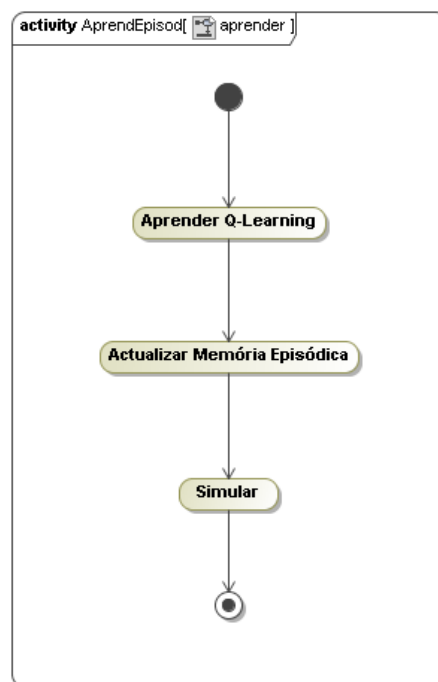 activity AprendEpisod[ aprender ]
Aprender Q-Learning
Actualizar Memória Episódica
Simular